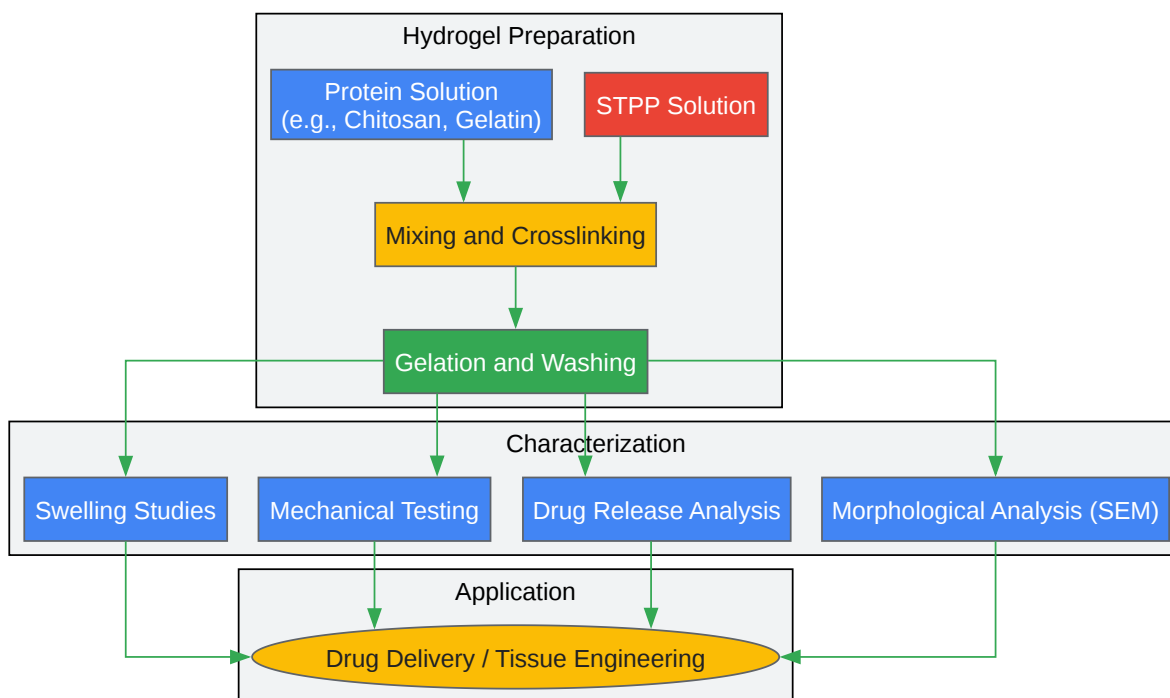 Hydrogel Preparation
Protein Solution
(e.g., Chitosan, Gelatin)
STPP Solution
Mixing and Crosslinking
Gelation and Washing
Characterization
Swelling Studies
Mechanical Testing
Drug Release Analysis
Morphological Analysis (SEM)
Application
Drug Delivery / Tissue Engineering